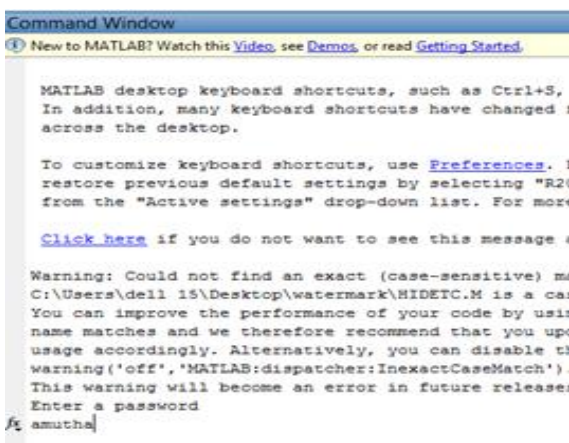 Command Window
New to MATLAB? Watch this Video, see Demos, or read Getting Started.
MATLAB desktop keyboard shortcuts, such as Ctrl+S,
In addition, many keyboard shortcuts have changed
across the desktop.
To customize keyboard shortcuts, use Preferences.
restore previous default settings by selecting "R20
from the "Active settings" drop-down list. For more
Click here if you do not want to see this message
Warning: Could not find an exact (case-sensitive) ma
C:\Users\dell 15\Desktop\watermark\HIDETC.M is a cas
You can improve the performance of your code by usin
name matches and we therefore recommend that you upd
usage accordingly. Alternatively, you can disable th
warning('off','MATLAB:dispatcher:InexactCaseMatch').
This warning will become an error in future releases
Enter a password
fx amutha